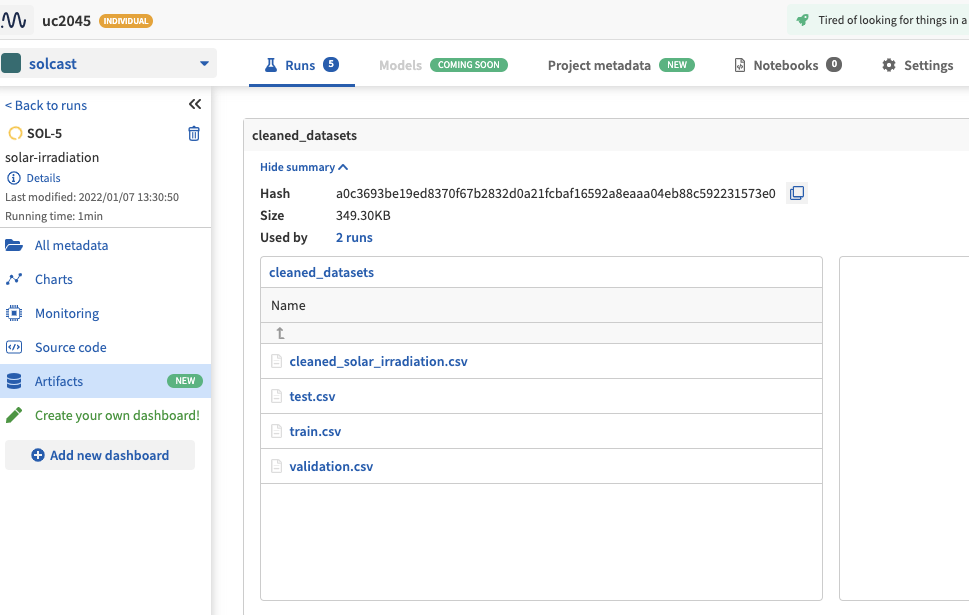 uc2045 INDIVIDUAL
Tired of looking for things in a
solcast
Runs 5
Models COMING SOON
Project metadata NEW
Notebooks 0
Settings
< Back to runs
SOL-5
solar-irradiation
Details
Last modified: 2022/01/07 13:30:50
Running time: 1min
All metadata
Charts
Monitoring
Source code
Artifacts NEW
Create your own dashboard!
Add new dashboard
cleaned_datasets
Hide summary
Hash a0c3693be19ed8370f67b2832d0a21fcbaf16592a8eaaa04eb88c592231573e0
Size 349.30KB
Used by 2 runs
cleaned_datasets
Name
cleaned_solar_irradiation.csv
test.csv
train.csv
validation.csv